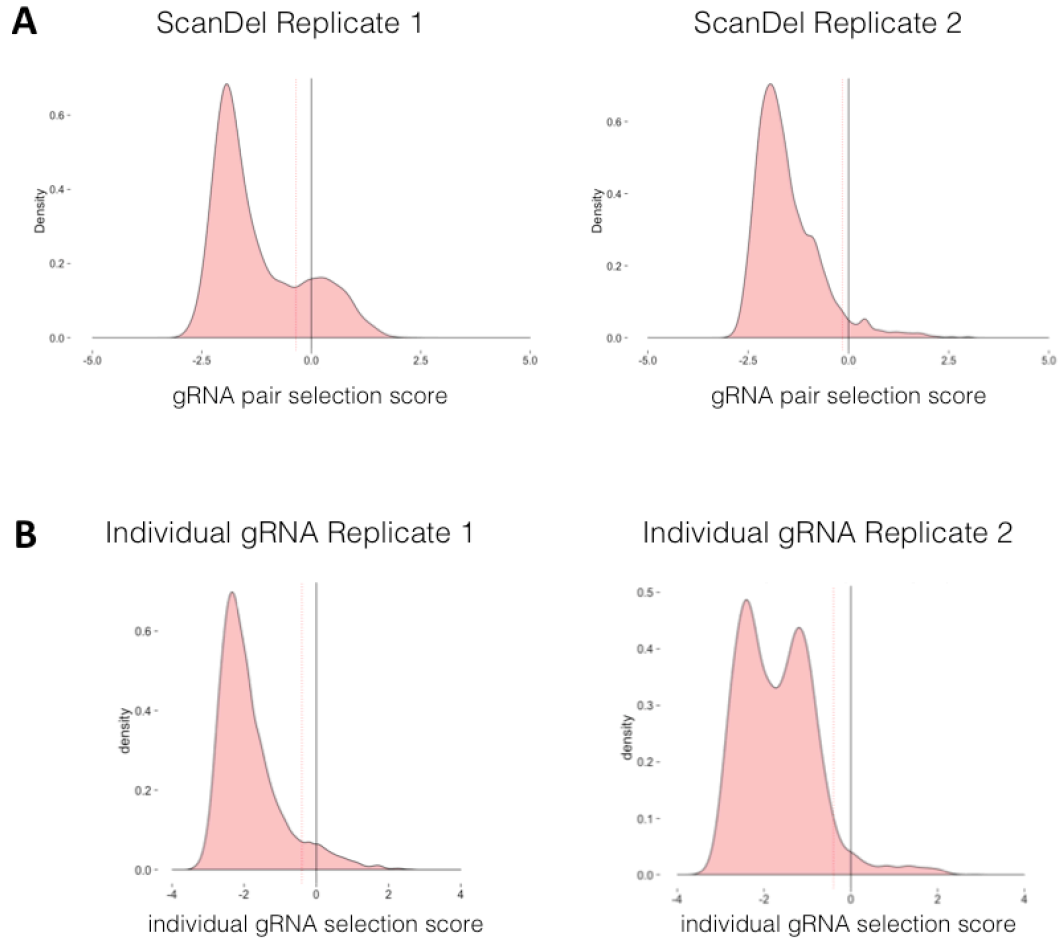 A
ScanDel Replicate 1
ScanDel Replicate 2
Density
0.6
0.4
0.2
0.0
-5.0 -2.5 0.0 2.5 5.0
gRNA pair selection score
Density
0.6
0.4
0.2
0.0
-5.0 -2.5 0.0 2.5 5.0
gRNA pair selection score
B
Individual gRNA Replicate 1
Individual gRNA Replicate 2
density
0.6
0.4
0.2
0.0
-4 -2 0 2 4
individual gRNA selection score
density
0.5
0.4
0.3
0.2
0.1
0.0
-4 -2 0 2 4
individual gRNA selection score